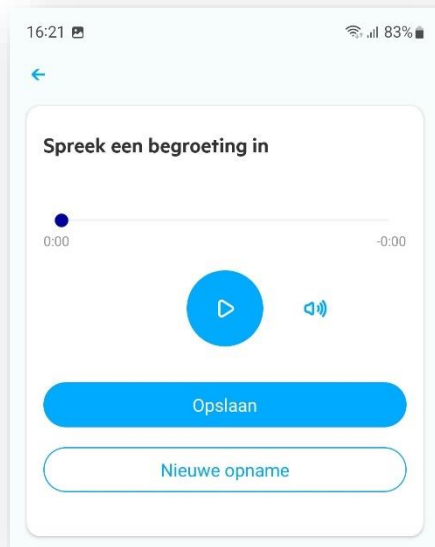 16:21 83%
Spreek een begroeting in
0:00 -0:00
Opslaan
Nieuwe opname